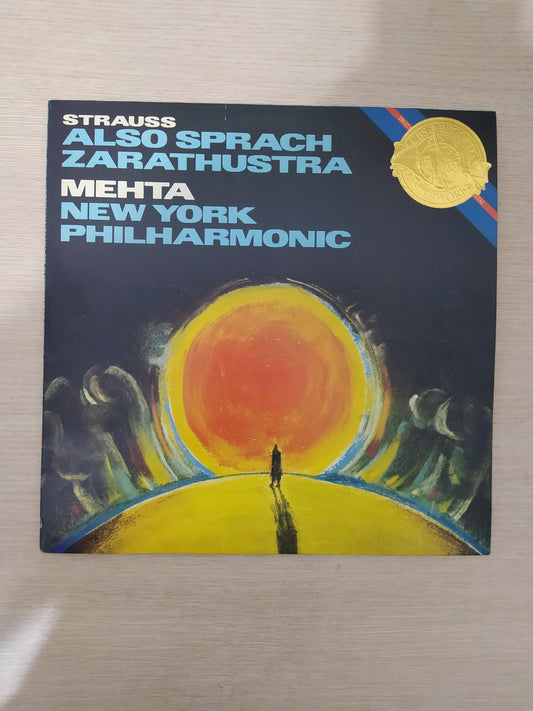 STRAUSS
ALSO SPRACH
ZARATHUSTRA
MEHTA
NEW YORK
PHILHARMONIC